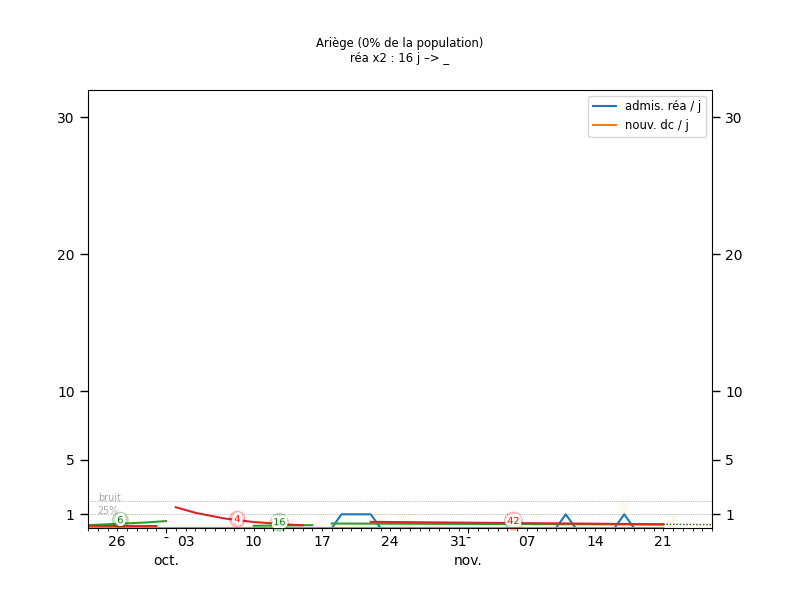 Ariège (0% de la population)
réa x2 : 16 j –> _
admis. réa / j
nouv. dc / j
30 30
20 20
10 10
5 5
bruit
25%
1 1
6 4 16 42
26 - 03 10 17 24 31- 07 14 21
oct. nov.